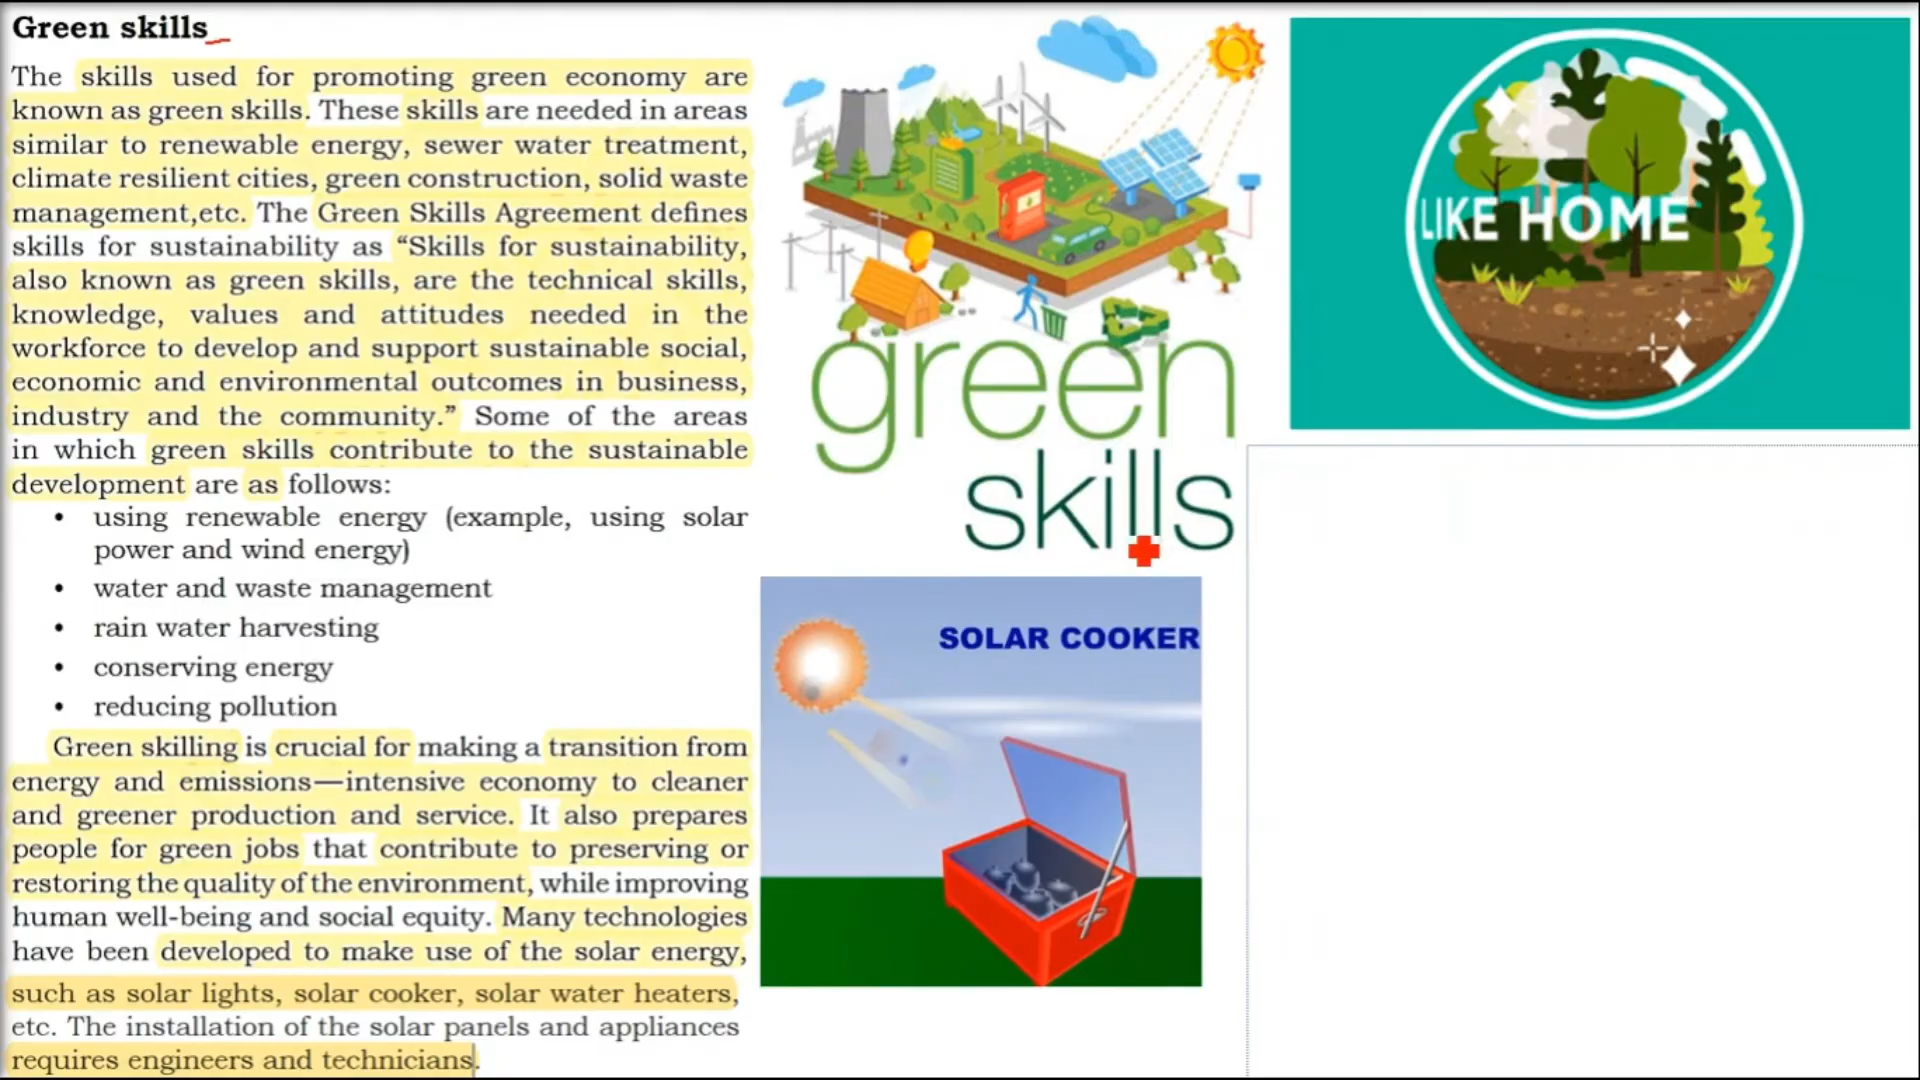 Green skills
The skills used for promoting green economy are
known as green skills. These skills are needed in areas
similar to renewable energy, sewer water treatment,
climate resilient cities, green construction, solid waste
management,etc. The Green Skills Agreement defines
skills for sustainability as “Skills for sustainability,
also known as green skills, are the technical skills,
knowledge, values and attitudes needed in the
workforce to develop and support sustainable social,
economic and environmental outcomes in business,
industry and the community.” Some of the areas
in which green skills contribute to the sustainable
development are as follows:
• using renewable energy (example, using solar
power and wind energy)
• water and waste management
• rain water harvesting
• conserving energy
• reducing pollution
Green skilling is crucial for making a transition from
energy and emissions—intensive economy to cleaner
and greener production and service. It also prepares
people for green jobs that contribute to preserving or
restoring the quality of the environment, while improving
human well-being and social equity. Many technologies
have been developed to make use of the solar energy,
such as solar lights, solar cooker, solar water heaters,
etc. The installation of the solar panels and appliances
requires engineers and technicians.
green
skills
SOLAR COOKER
LIKE HOME